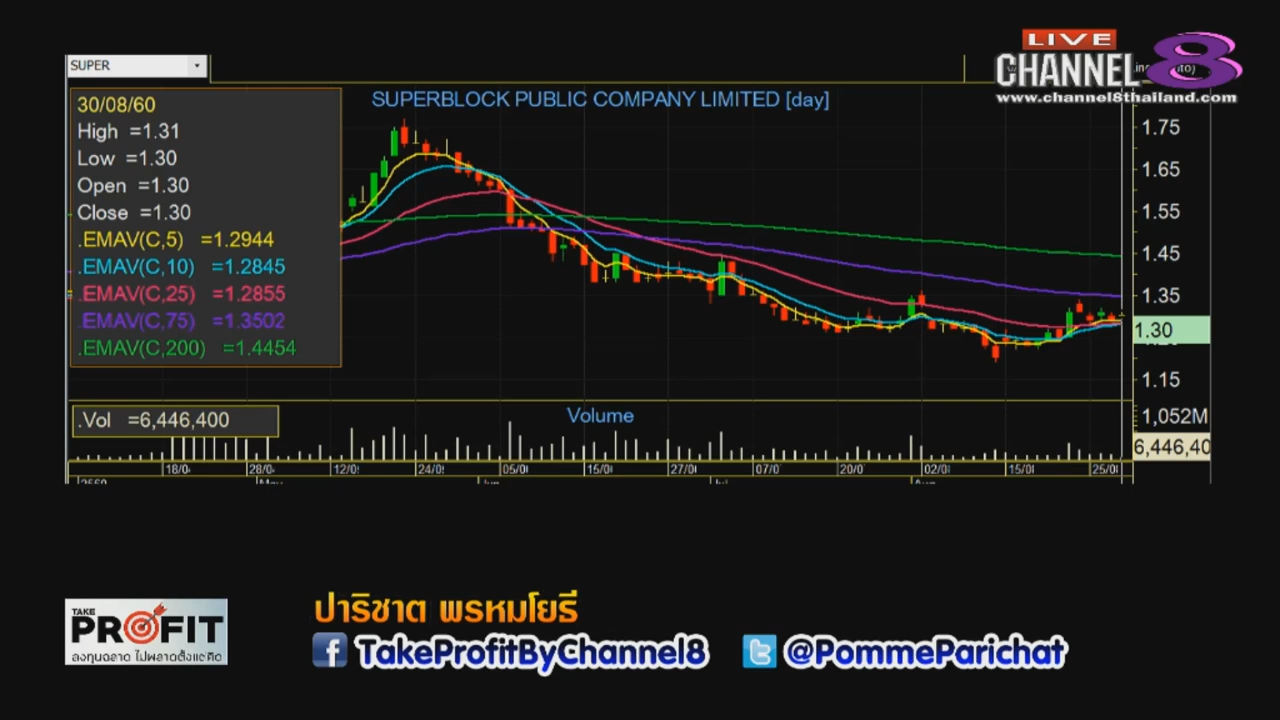 LIVE
CHANNEL 8
www.channel8thailand.com
SUPER
SUPERBLOCK PUBLIC COMPANY LIMITED [day]
30/08/60
High =1.31
Low =1.30
Open =1.30
Close =1.30
.EMAV(C,5) =1.2944
.EMAV(C,10) =1.2845
.EMAV(C,25) =1.2855
.EMAV(C,75) =1.3502
.EMAV(C,200) =1.4454
1.75
1.65
1.55
1.45
1.35
1.30
1.15
.Vol =6,446,400
Volume
1,052M
6,446,40
18/0 28/0 12/0 24/0 05/0 15/0 27/0 07/0 20/0 02/0 15/0 25/0
TAKE
PROFIT
ลงทุนฉลาด ไม่พลาดตั้งแต่คิด
ปาริชาต พรหมโยธี
f TakeProfitByChannel8 t @PommeParichat